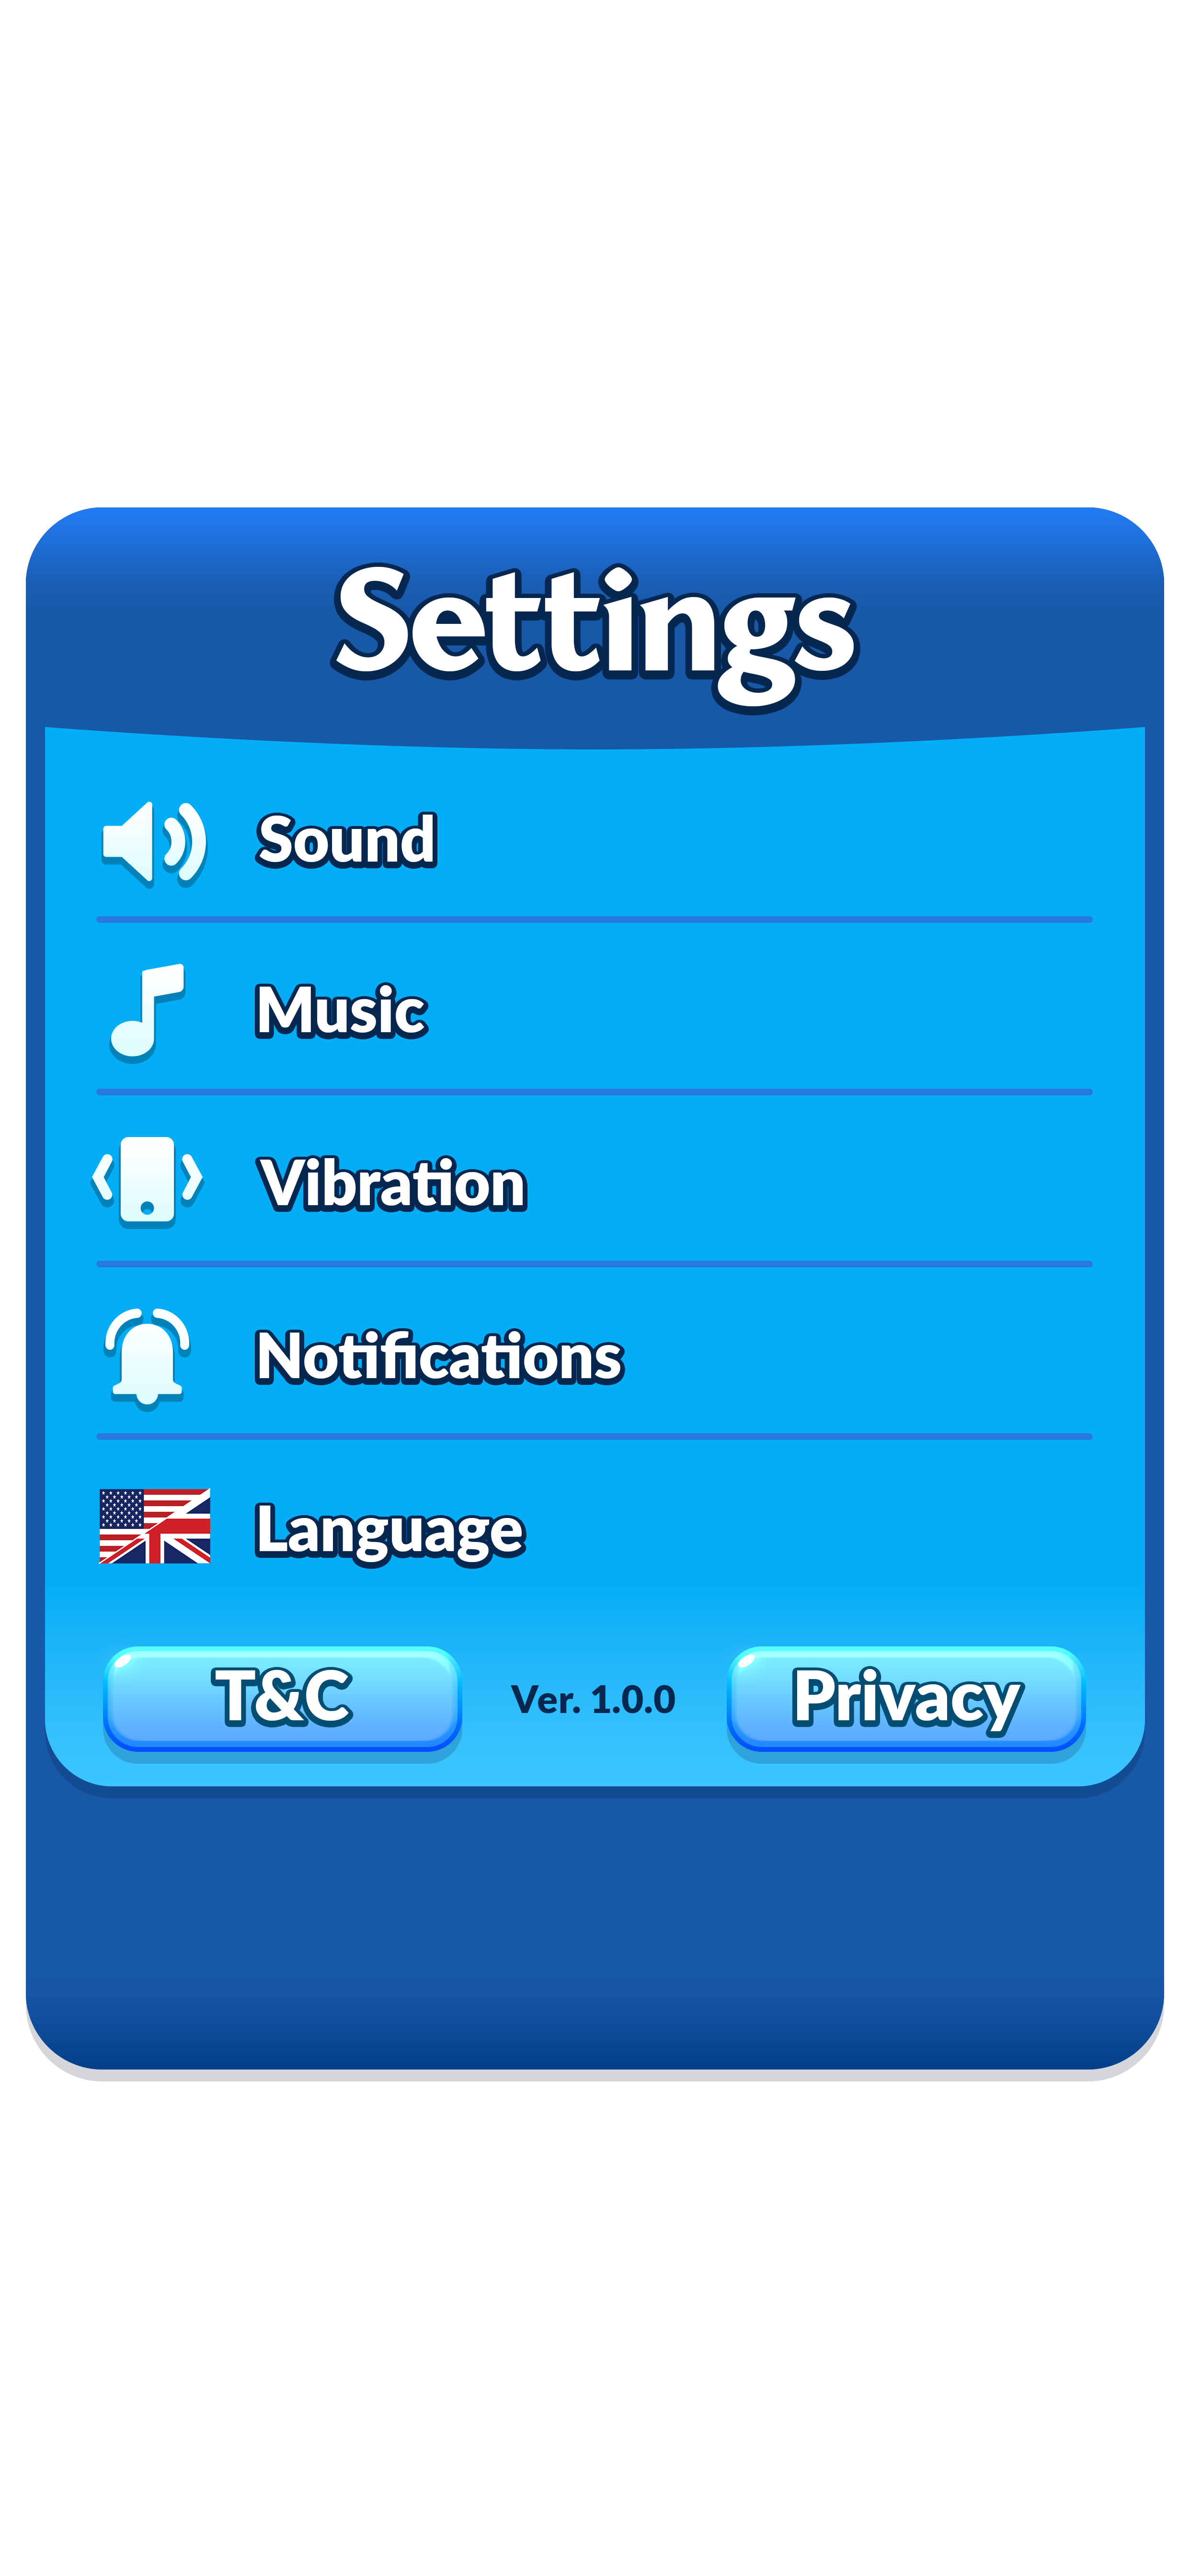 Settings
Sound
Music
Vibration
Notifications
Language
T&C
Ver. 1.0.0
Privacy